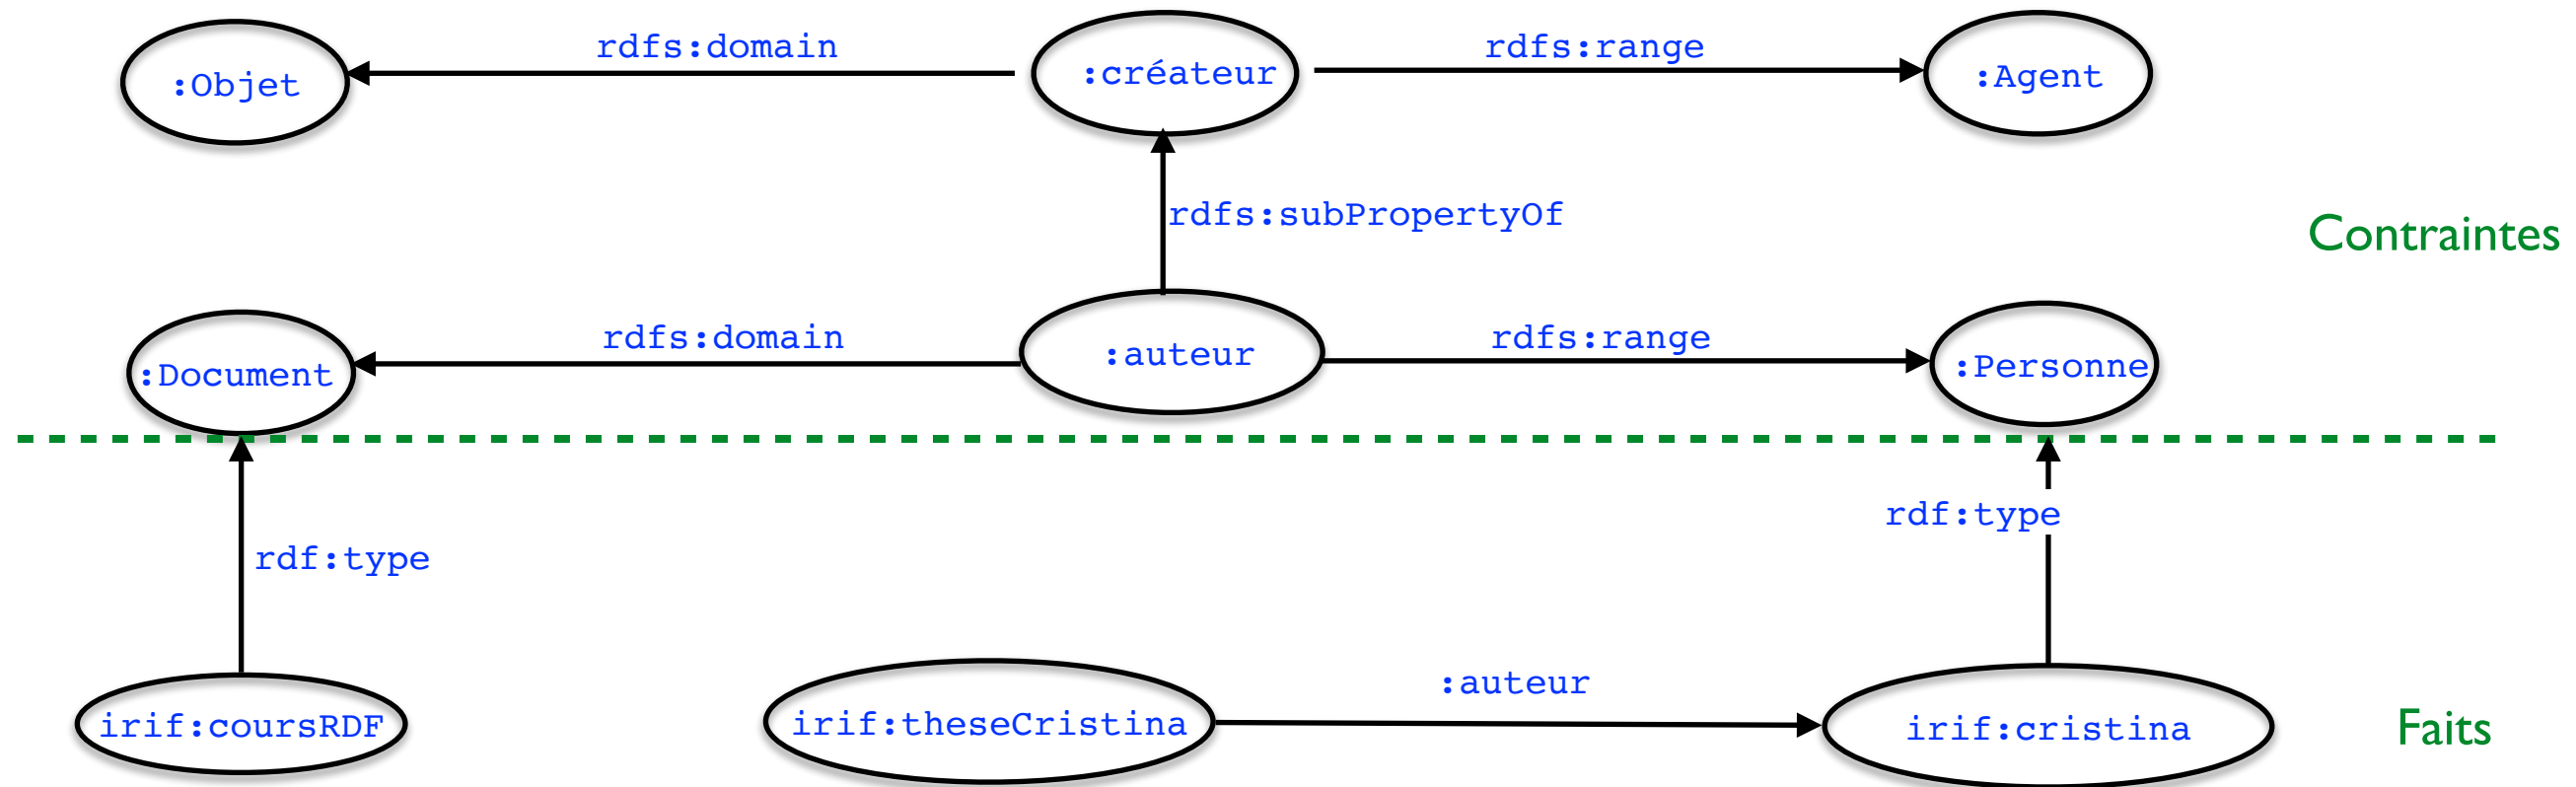 rdfs:domain
rdfs:range
:Objet
:créateur
:Agent
rdfs:subPropertyOf
Contraintes
rdfs:domain
rdfs:range
:Document
:auteur
:Personne
rdf:type
rdf:type
:auteur
irif:coursRDF
irif:theseCristina
irif:cristina
Faits